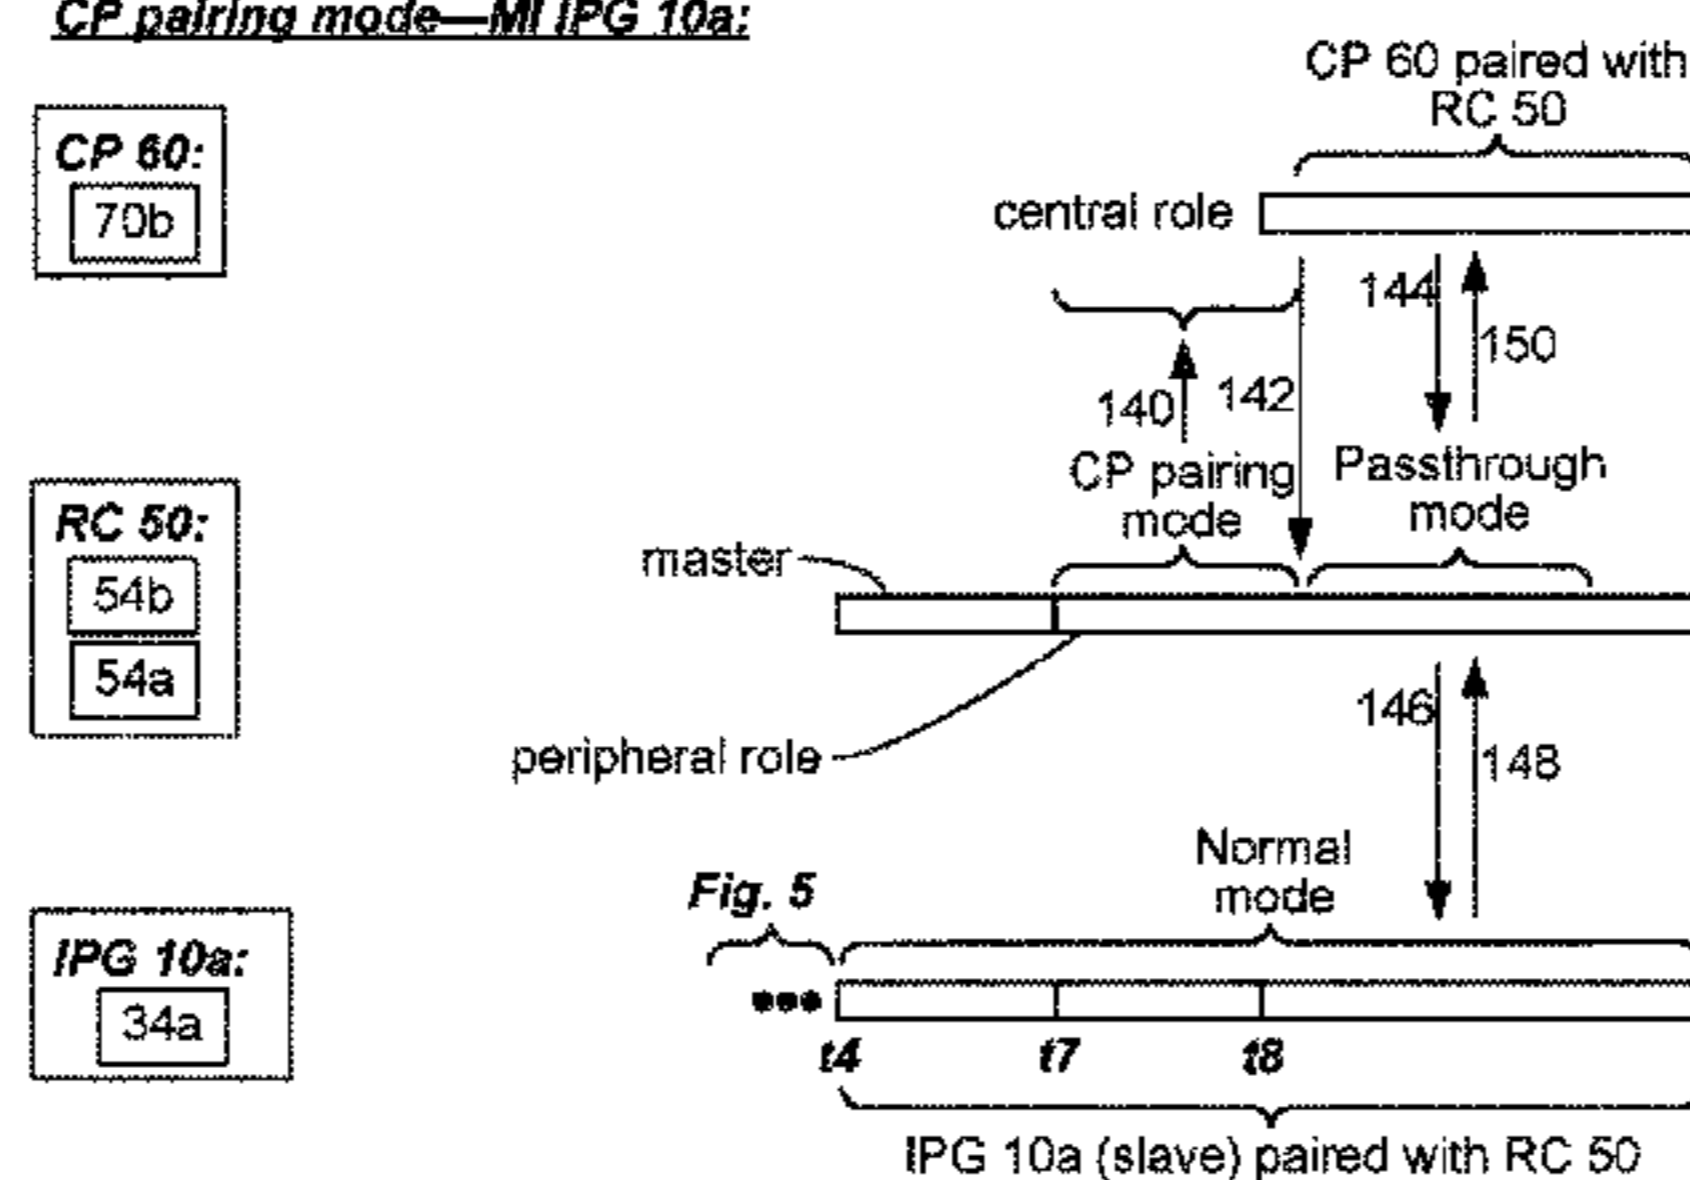 CP pairing mode—MI IPG 10a:
CP 60 paired with
RC 50
CP 60:
70b
central role
144
150
140
142
CP pairing
mode
Passthrough
mode
RC 50:
54b
54a
master
146
148
peripheral role
Normal
mode
Fig. 5
IPG 10a:
34a
t4
t7
t8
IPG 10a (slave) paired with RC 50